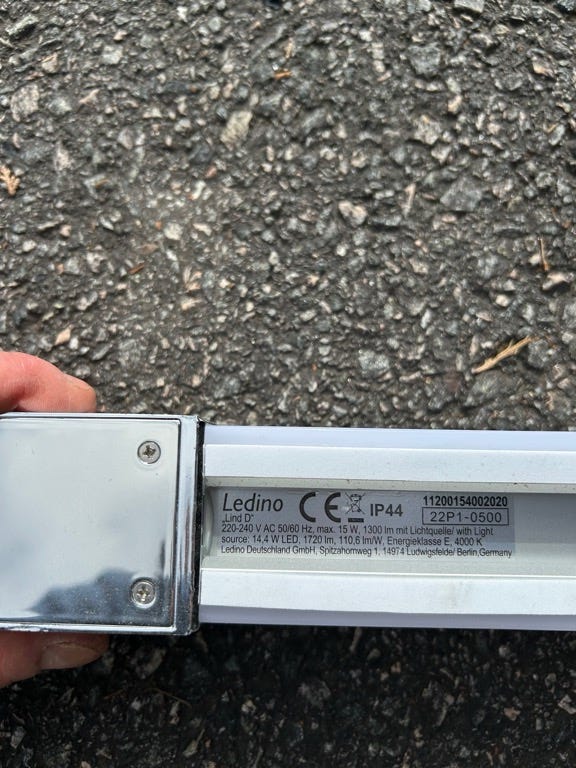 Ledino CE IP44 11200154002020
„Lind D“ 22P1-0500
220-240 V AC 50/60 Hz, max. 15 W, 1300 lm mit Lichtquelle/ with Light
source: 14,4 W LED, 1720 lm, 110,6 lm/W, Energieklasse E, 4000 K
Ledino Deutschland GmbH, Spitzahornweg 1, 14974 Ludwigsfelde/ Berlin,Germany